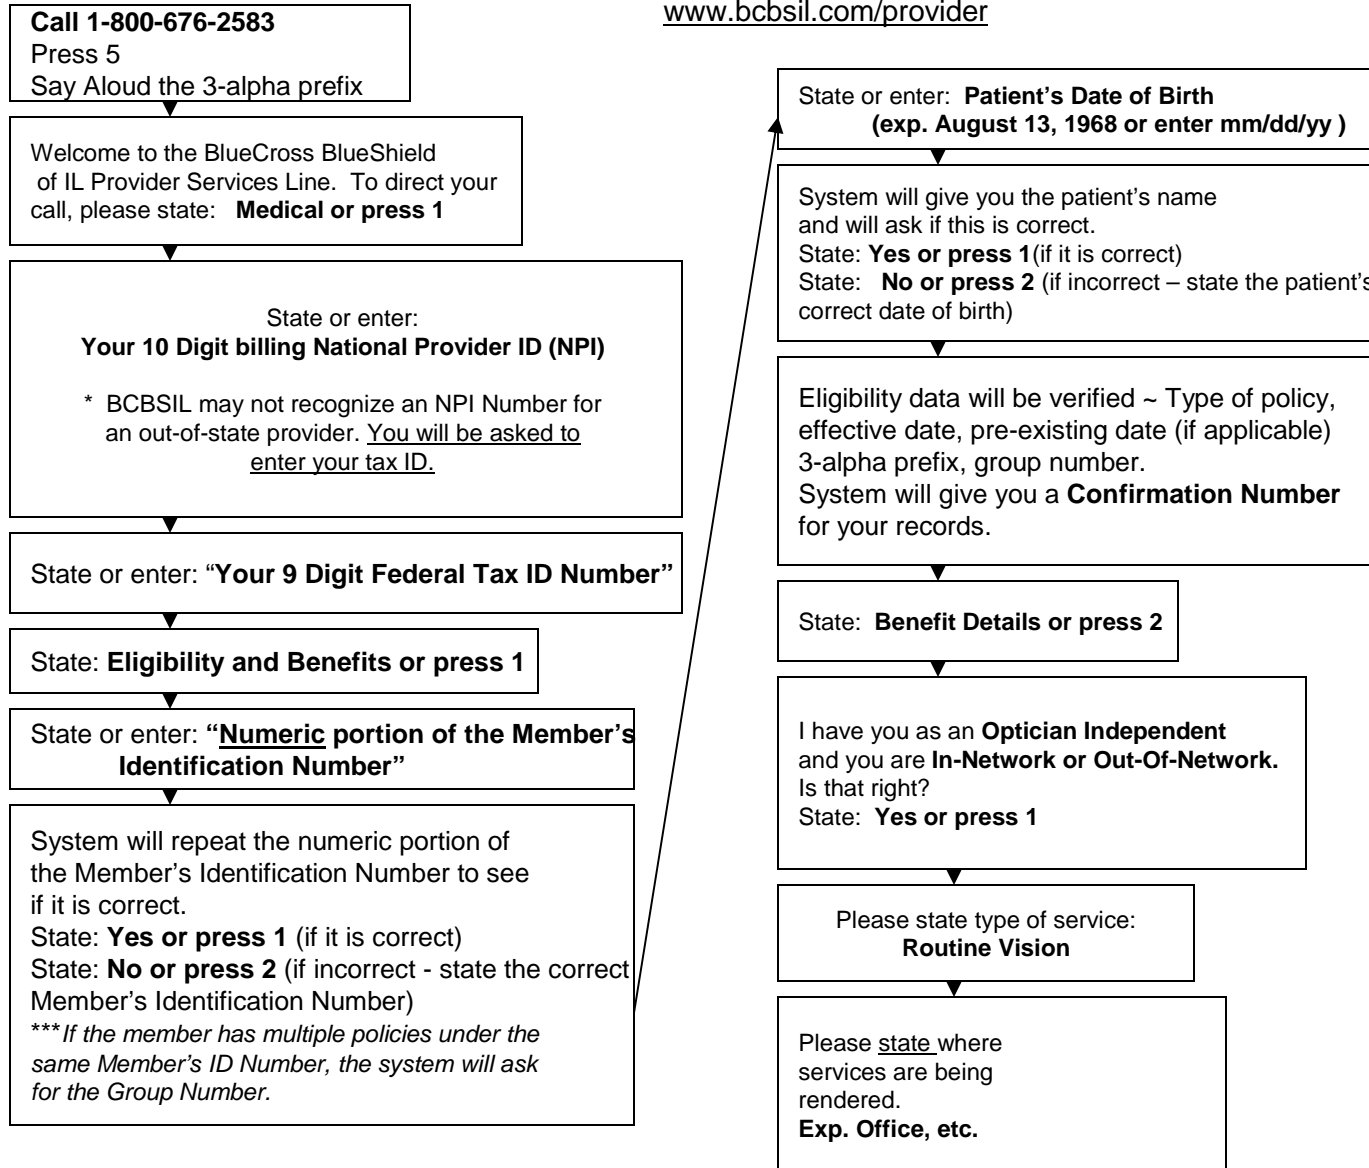 www.bcbsil.com/provider
Call 1-800-676-2583
Press 5
Say Aloud the 3-alpha prefix
Welcome to the BlueCross BlueShield
of IL Provider Services Line. To direct your
call, please state: Medical or press 1
State or enter:
Your 10 Digit billing National Provider ID (NPI)
* BCBSIL may not recognize an NPI Number for
an out-of-state provider. You will be asked to
enter your tax ID.
State or enter: “Your 9 Digit Federal Tax ID Number”
State: Eligibility and Benefits or press 1
State or enter: “Numeric portion of the Member’s
Identification Number”
System will repeat the numeric portion of
the Member’s Identification Number to see
if it is correct.
State: Yes or press 1 (if it is correct)
State: No or press 2 (if incorrect - state the correct
Member’s Identification Number)
***If the member has multiple policies under the
same Member’s ID Number, the system will ask
for the Group Number.
State or enter: Patient’s Date of Birth
(exp. August 13, 1968 or enter mm/dd/yy )
System will give you the patient’s name
and will ask if this is correct.
State: Yes or press 1(if it is correct)
State: No or press 2 (if incorrect – state the patient’s
correct date of birth)
Eligibility data will be verified ~ Type of policy,
effective date, pre-existing date (if applicable)
3-alpha prefix, group number.
System will give you a Confirmation Number
for your records.
State: Benefit Details or press 2
I have you as an Optician Independent
and you are In-Network or Out-Of-Network.
Is that right?
State: Yes or press 1
Please state type of service:
Routine Vision
Please state where
services are being
rendered.
Exp. Office, etc.